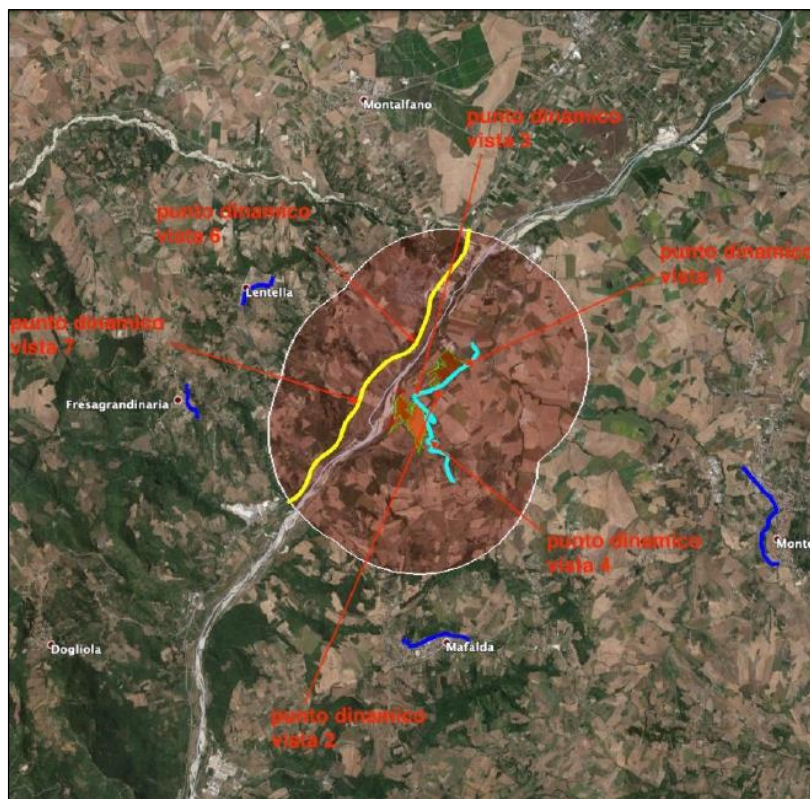 Montalfano
punto dinamico
vista 3
punto dinamico
vista 6
punto dinamico
vista 1
Lentella
punto dinamico
vista 7
Fresagrandinaria
punto dinamico
vista 4
Monte
Dogliola
Mafalda
punto dinamico
vista 2